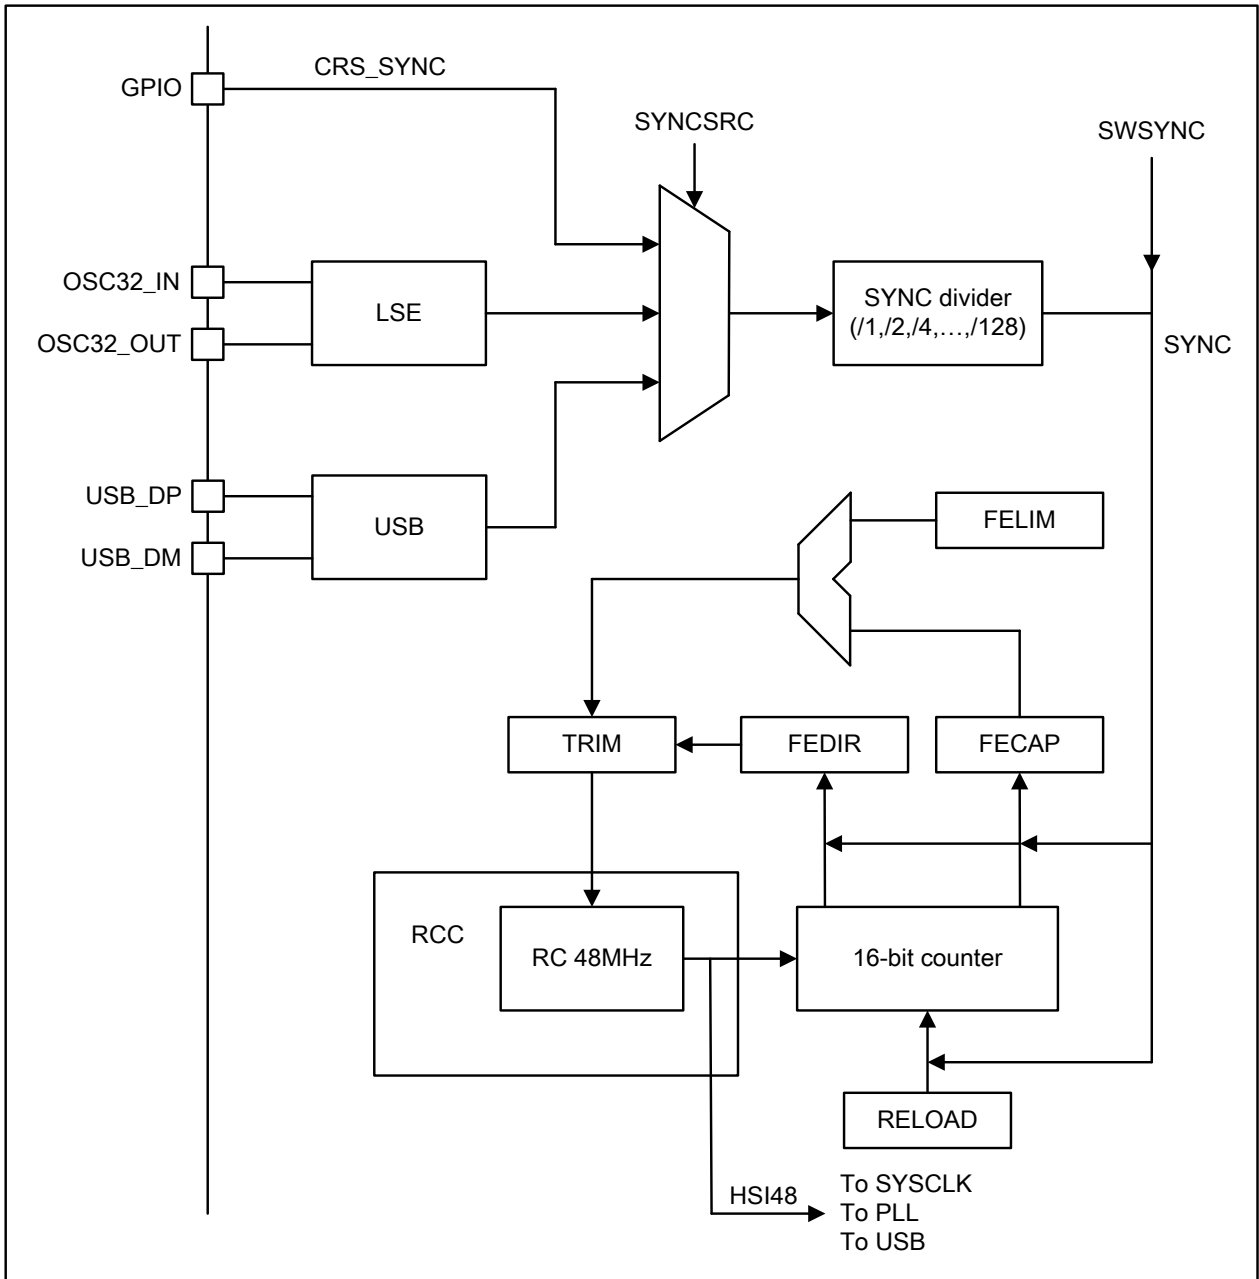 CRS_SYNC
GPIO
SYNCSRC
SWSYNC
OSC32_IN
LSE
SYNC divider
(/1,/2,/4,…,/128)
OSC32_OUT
SYNC
USB_DP
USB
FELIM
USB_DM
TRIM
FEDIR
FECAP
RCC
RC 48MHz
16-bit counter
RELOAD
HSI48
To SYSCLK
To PLL
To USB